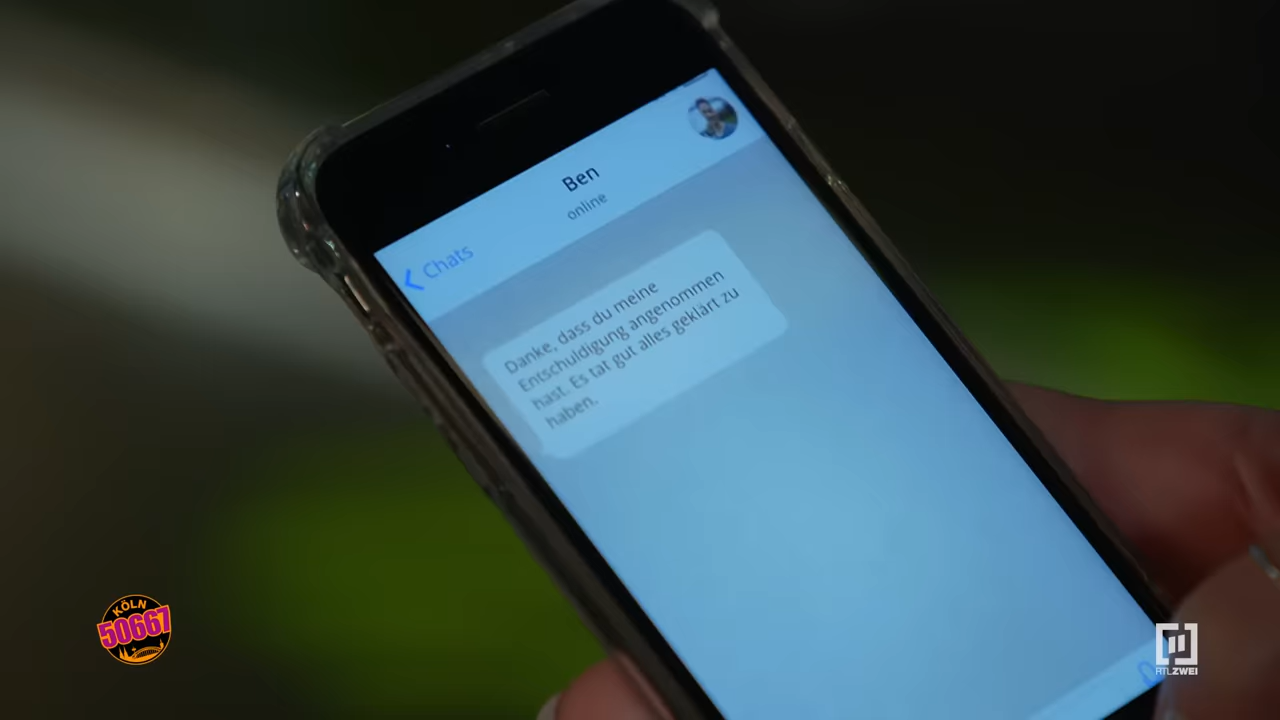 Ben
online
Chats
Danke, dass du meine
Entschuldigung angenommen
hast. Es tat gut alles geklärt zu
haben.
KÖLN
50667
RTLZWEI